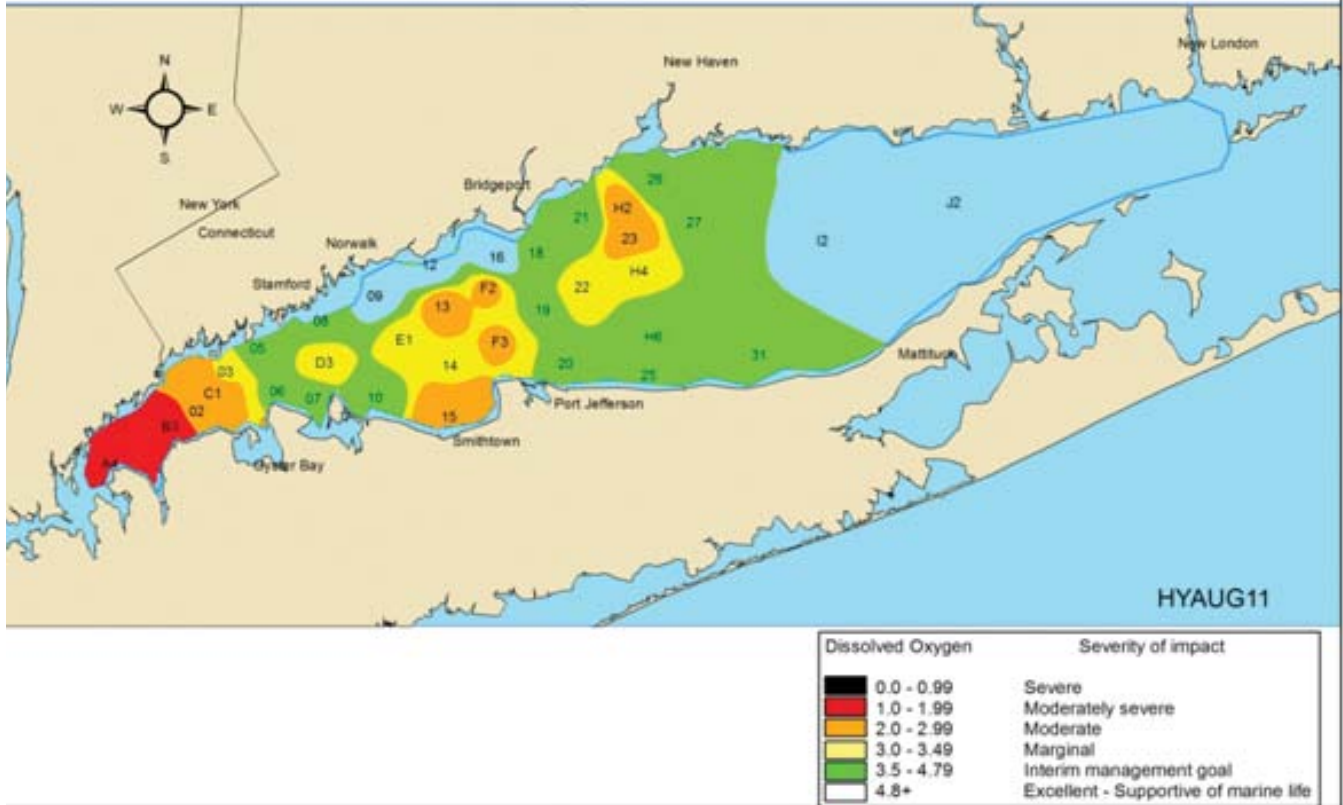 New London
New Haven
N
W E
S
28
Bridgeport
H2
J2
New York
21
27
Connecticut
23
I2
Norwalk
18
12
16
H4
Stamford
22
09
F2
13
19
08
E1
F3
H6
05
14
31
Mattituck
D3
20
03
25
C1
06
07
10
Port Jefferson
02
15
B3
Smithtown
Oyster Bay
A4
HYAUG11
Dissolved Oxygen Severity of impact
0.0 - 0.99 Severe
1.0 - 1.99 Moderately severe
2.0 - 2.99 Moderate
3.0 - 3.49 Marginal
3.5 - 4.79 Interim management goal
4.8+ Excellent - Supportive of marine life